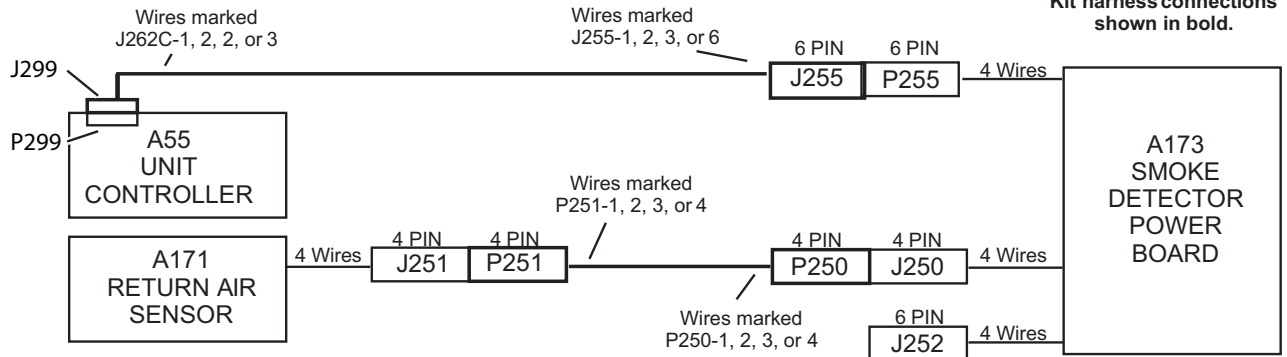 Kit harness connections
shown in bold.
Wires marked
J262C-1, 2, 2, or 3
Wires marked
J255-1, 2, 3, or 6
J299
P299
6 PIN
6 PIN
J255
P255
4 Wires
A55
UNIT
CONTROLLER
A173
SMOKE
DETECTOR
POWER
BOARD
Wires marked
P251-1, 2, 3, or 4
A171
RETURN AIR
SENSOR
4 Wires
4 PIN
4 PIN
J251
P251
4 PIN
4 PIN
P250
J250
4 Wires
Wires marked
P250-1, 2, 3, or 4
6 PIN
J252
4 Wires